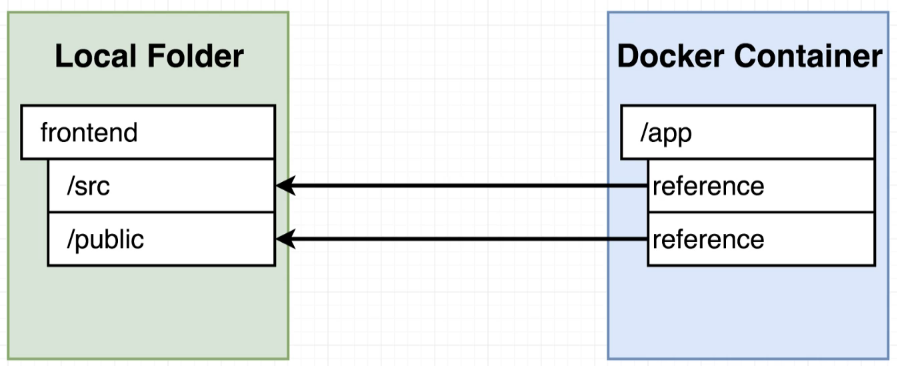 Local Folder
frontend
/src
/public
Docker Container
/app
reference
reference